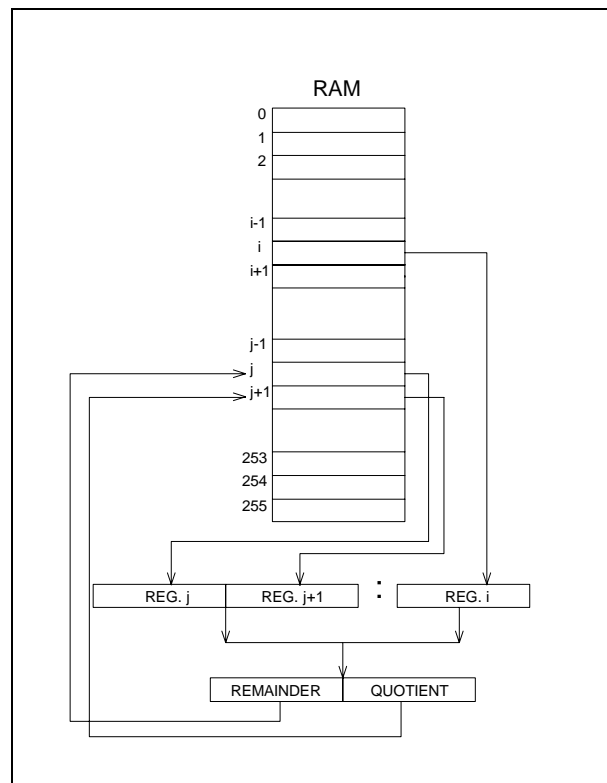 RAM
0
1
2
i-1
i
i+1
j-1
j
j+1
253
254
255
REG. j REG. j+1 : REG. i
REMAINDER QUOTIENT